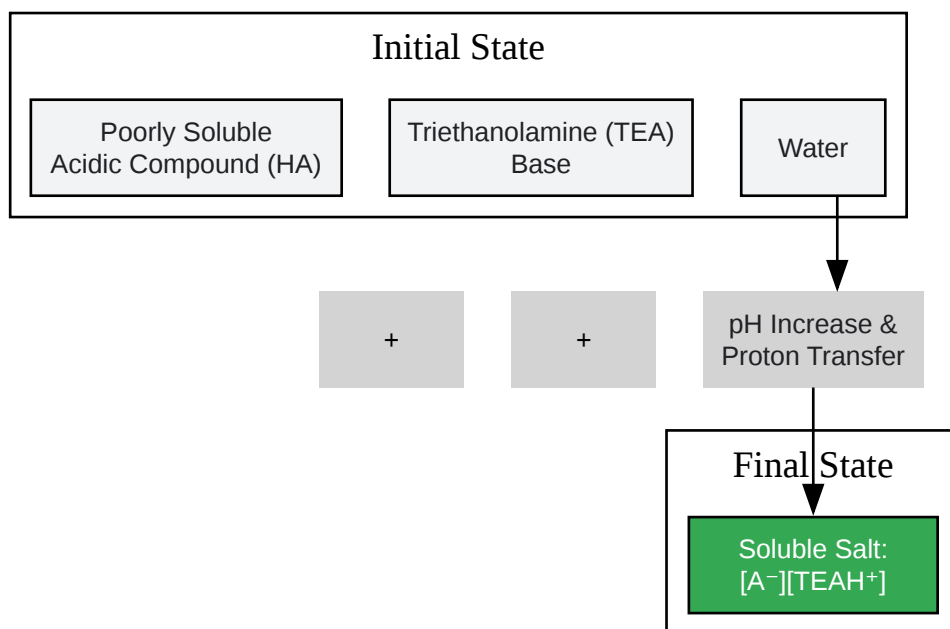 Initial State
Poorly Soluble
Acidic Compound (HA)
Triethanolamine (TEA)
Base
Water
+
+
pH Increase &
Proton Transfer
Final State
Soluble Salt:
[A⁻][TEAH⁺]